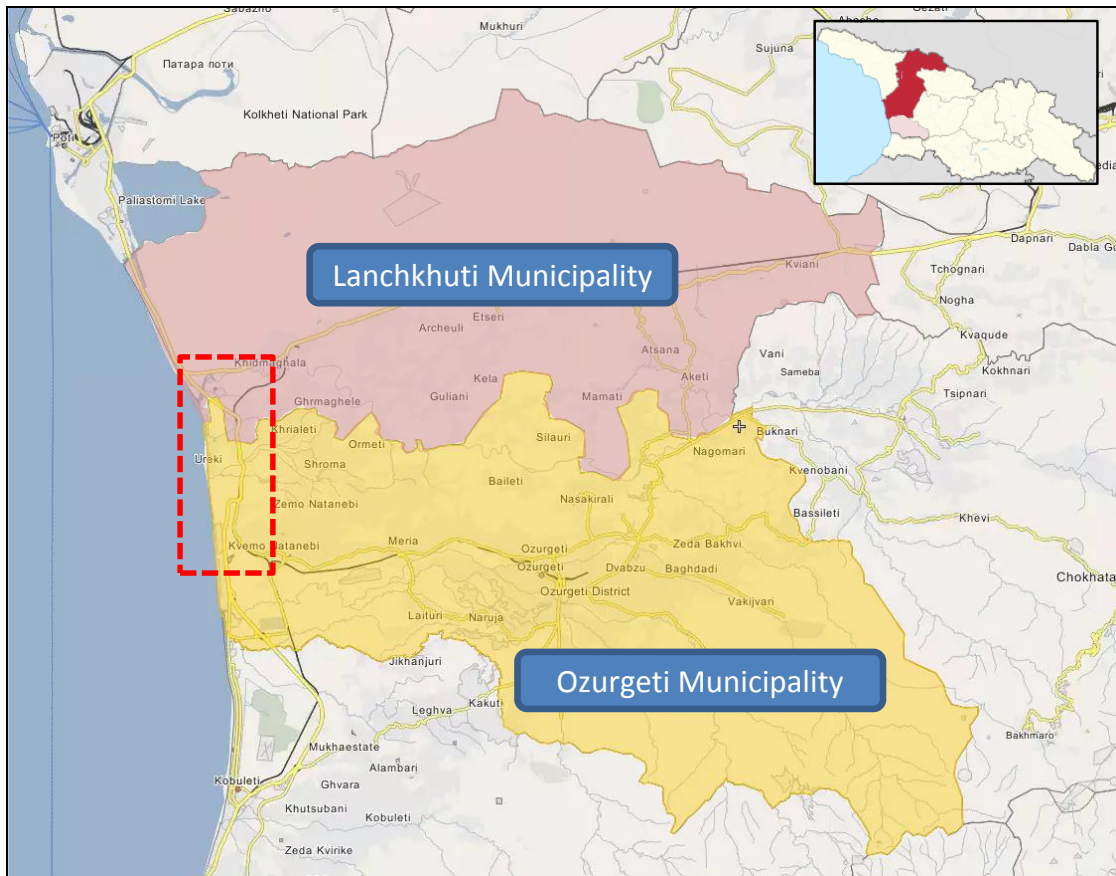 Mukhuri
Sujuna
Патара поти
Kolkheti National Park
Poti
Paliastomi Lake
Lanchkhuti Municipality
Kviani
Dapnari
Tchognari
Nogha
Kvaqude
Kokhnari
Tsipnari
Etseri
Archeuli
Atsana
Vani
Sameba
Khidmaghala
Aketi
Kela
Guliani
Mamati
Ghrmaghele
Khrialeti
Ormeti
Silauri
Buknari
Nagomari
Ureki
Shroma
Baileti
Kvenobani
Zemo Natanebi
Nasakirali
Bassileti
Khevi
Kvemo Natanebi
Meria
Ozurgeti
Zeda Bakhvi
Ozurgeti
Dvabzu
Baghdadi
Ozurgeti District
Vakijvari
Laituri
Naruja
Jikhanjuri
Ozurgeti Municipality
Leghva
Kakuti
Bakhmaro
Mukhaestate
Alambari
Kobuleti
Ghvara
Khutsubani
Kobuleti
Zeda Kvirike